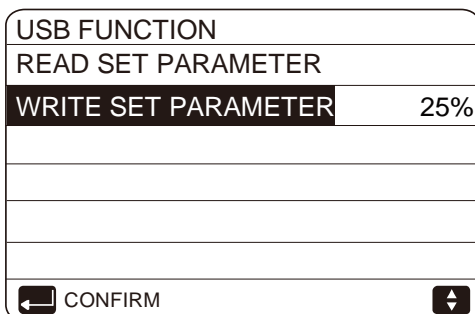 USB FUNCTION
READ SET PARAMETER
WRITE SET PARAMETER 25%
CONFIRM